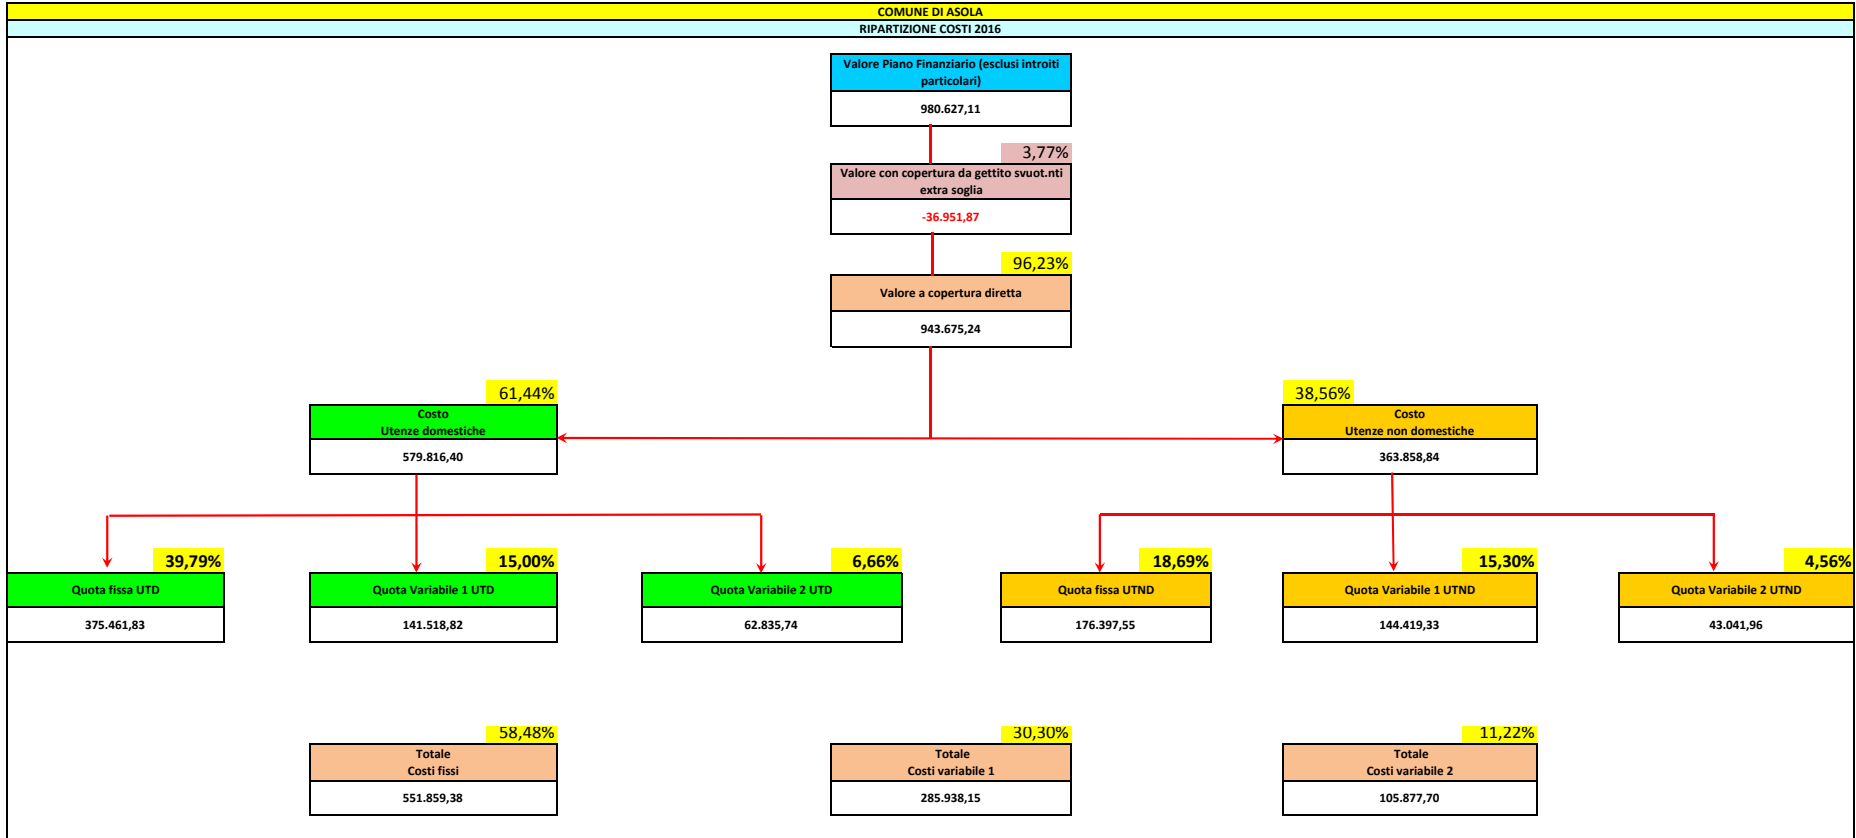 COMUNE DI ASOLA
RIPARTIZIONE COSTI 2016
Valore Piano Finanziario (esclusi introiti
particolari)
980.627,11
3,77%
Valore con copertura da gettito svuot.nti
extra soglia
-36.951,87
96,23%
Valore a copertura diretta
943.675,24
61,44%
Costo
Utenze domestiche
579.816,40
38,56%
Costo
Utenze non domestiche
363.858,84
39,79%
Quota fissa UTD
375.461,83
15,00%
Quota Variabile 1 UTD
141.518,82
6,66%
Quota Variabile 2 UTD
62.835,74
18,69%
Quota fissa UTND
176.397,55
15,30%
Quota Variabile 1 UTND
144.419,33
4,56%
Quota Variabile 2 UTND
43.041,96
58,48%
Totale
Costi fissi
551.859,38
30,30%
Totale
Costi variabile 1
285.938,15
11,22%
Totale
Costi variabile 2
105.877,70